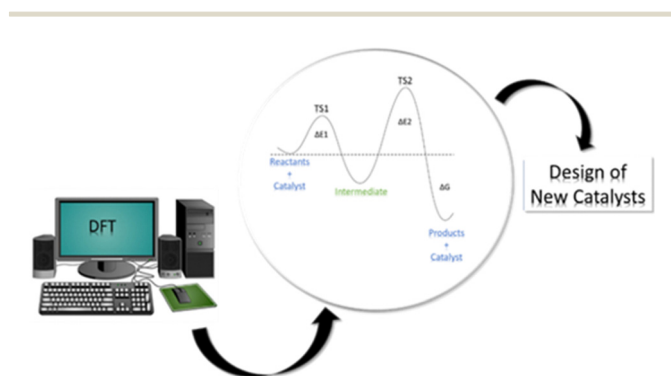 DFT
TS1
TS2
ΔE1
ΔE2
Reactants
+
Catalyst
Intermediate
ΔG
Products
+
Catalyst
Design of
New Catalysts